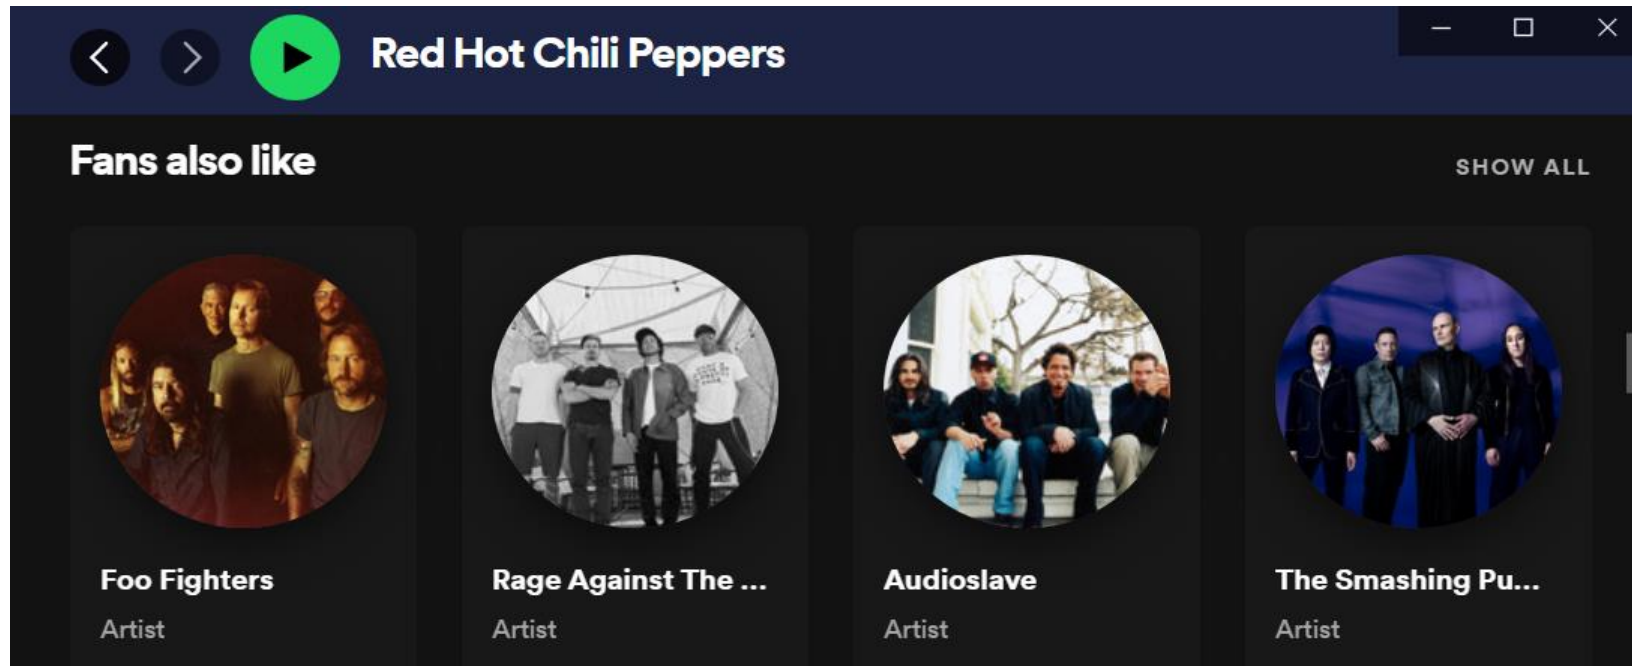 Red Hot Chili Peppers
Fans also like
SHOW ALL
Foo Fighters
Rage Against The ...
Audioslave
The Smashing Pu...
Artist
Artist
Artist
Artist